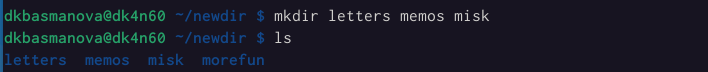 dkbasmanova@dk4n60 ~/newdir $ mkdir letters memos misk
dkbasmanova@dk4n60 ~/newdir $ ls
letters  memos  misk  morefun